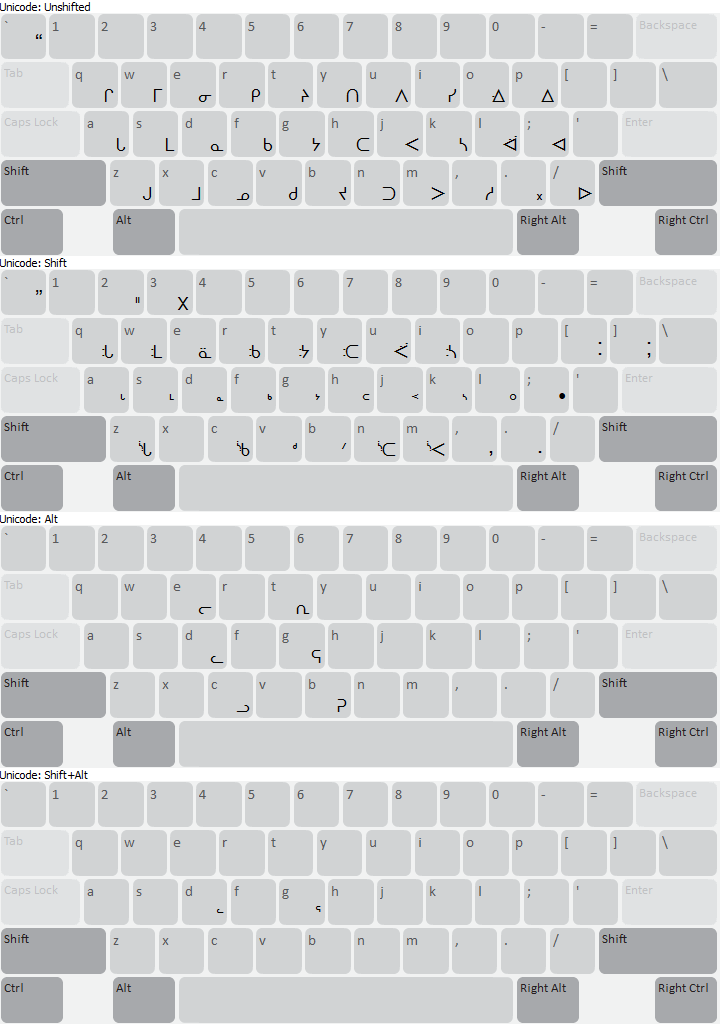 Unicode: Unshifted
` “ 1 2 3 4 5 6 7 8 9 0 - = Backspace
Tab q ᒋ w ᒥ e ᓂ r ᑭ t ᔨ y ᑎ u ᐱ i ᓯ o ᐄ p ᐃ [ ] \
Caps Lock a ᒐ s ᒪ d ᓇ f ᑲ g ᔭ h ᑕ j ᐸ k ᓴ l ᐋ ; ᐊ ' Enter
Shift z ᒍ x ᒧ c ᓄ v ᑯ b ᔪ n ᑐ m ᐳ , ᓱ . ᙮ / ᐅ Shift
Ctrl Alt Right Alt Right Ctrl
Unicode: Shift
` ” 1 2 ᐦ 3 X 4 5 6 7 8 9 0 - = Backspace
Tab q ᒠ w ᒺ e ᓏ r ᒂ t ᔻ y ᑥ u ᑈ i ᔄ o p [ : ] ; \
Caps Lock a ᒡ s ᒻ d ᓐ f ᒃ g ᔿ h ᑦ j ᑉ k ᔅ l ᐤ ; • ' Enter
Shift z ᔏ x c ᔎ v ᒄ b ᐟ n ᔍ m ᔌ , , . . / Shift
Ctrl Alt Right Alt Right Ctrl
Unicode: Alt
` 1 2 3 4 5 6 7 8 9 0 - = Backspace
Tab q w e ᓕ r t ᕆ y u i o p [ ] \
Caps Lock a s d ᓚ f g ᕋ h j k l ; ' Enter
Shift z x c ᓗ v b ᕈ n m , . / Shift
Ctrl Alt Right Alt Right Ctrl
Unicode: Shift+Alt
` 1 2 3 4 5 6 7 8 9 0 - = Backspace
Tab q w e r t y u i o p [ ] \
Caps Lock a s d ᓪ f g ᕐ h j k l ; ' Enter
Shift z x c v b n m , . / Shift
Ctrl Alt Right Alt Right Ctrl